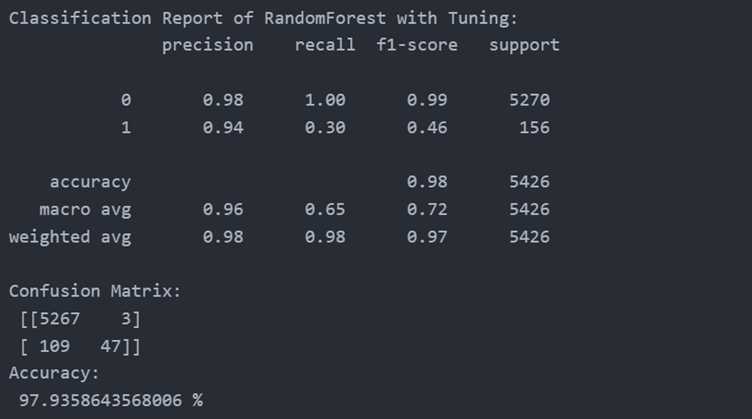 Classification Report of RandomForest with Tuning:
precision recall f1-score support
0 0.98 1.00 0.99 5270
1 0.94 0.30 0.46 156
accuracy 0.98 5426
macro avg 0.96 0.65 0.72 5426
weighted avg 0.98 0.98 0.97 5426
Confusion Matrix:
[[5267 3]
[ 109 47]]
Accuracy:
97.9358643568006 %